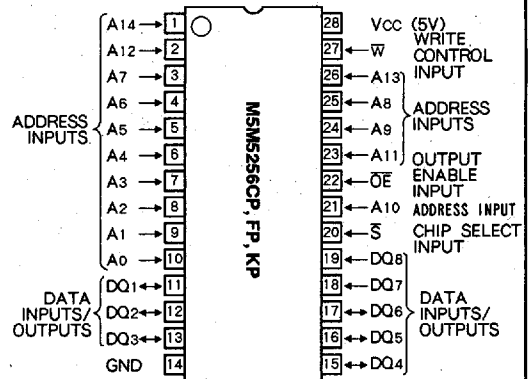 A14 1
A12 2
A7 3
A6 4
A5 5
A4 6
A3 7
A2 8
A1 9
A0 10
DQ1 11
DQ2 12
DQ3 13
GND 14
ADDRESS
INPUTS
DATA
INPUTS/
OUTPUTS
M5M5256CP, FP, KP
28 VCC (5V)
27 W̅ WRITE
CONTROL
INPUT
26 A13
25 A8
24 A9
23 A11
ADDRESS
INPUTS
22 O̅E̅ OUTPUT
ENABLE
INPUT
21 A10 ADDRESS INPUT
20 S̅ CHIP SELECT
INPUT
19 DQ8
18 DQ7
17 DQ6
16 DQ5
15 DQ4
DATA
INPUTS/
OUTPUTS